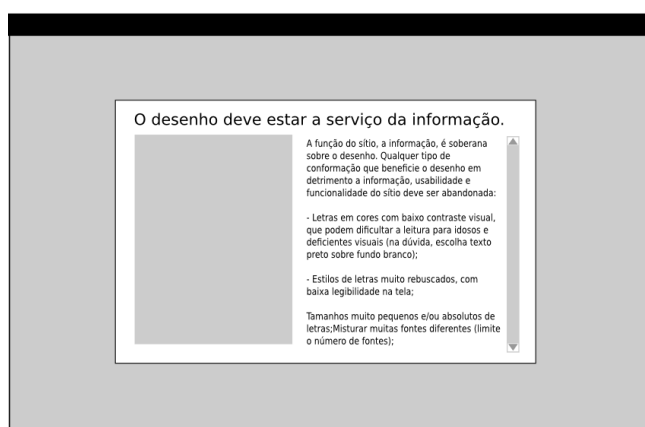 O desenho deve estar a serviço da informação.
A função do sítio, a informação, é soberana
sobre o desenho. Qualquer tipo de
conformação que beneficie o desenho em
detrimento a informação, usabilidade e
funcionalidade do sítio deve ser abandonada:
- Letras em cores com baixo contraste visual,
que podem dificultar a leitura para idosos e
deficientes visuais (na dúvida, escolha texto
preto sobre fundo branco);
- Estilos de letras muito rebuscados, com
baixa legibilidade na tela;
Tamanhos muito pequenos e/ou absolutos de
letras;Misturar muitas fontes diferentes (limite
o número de fontes);